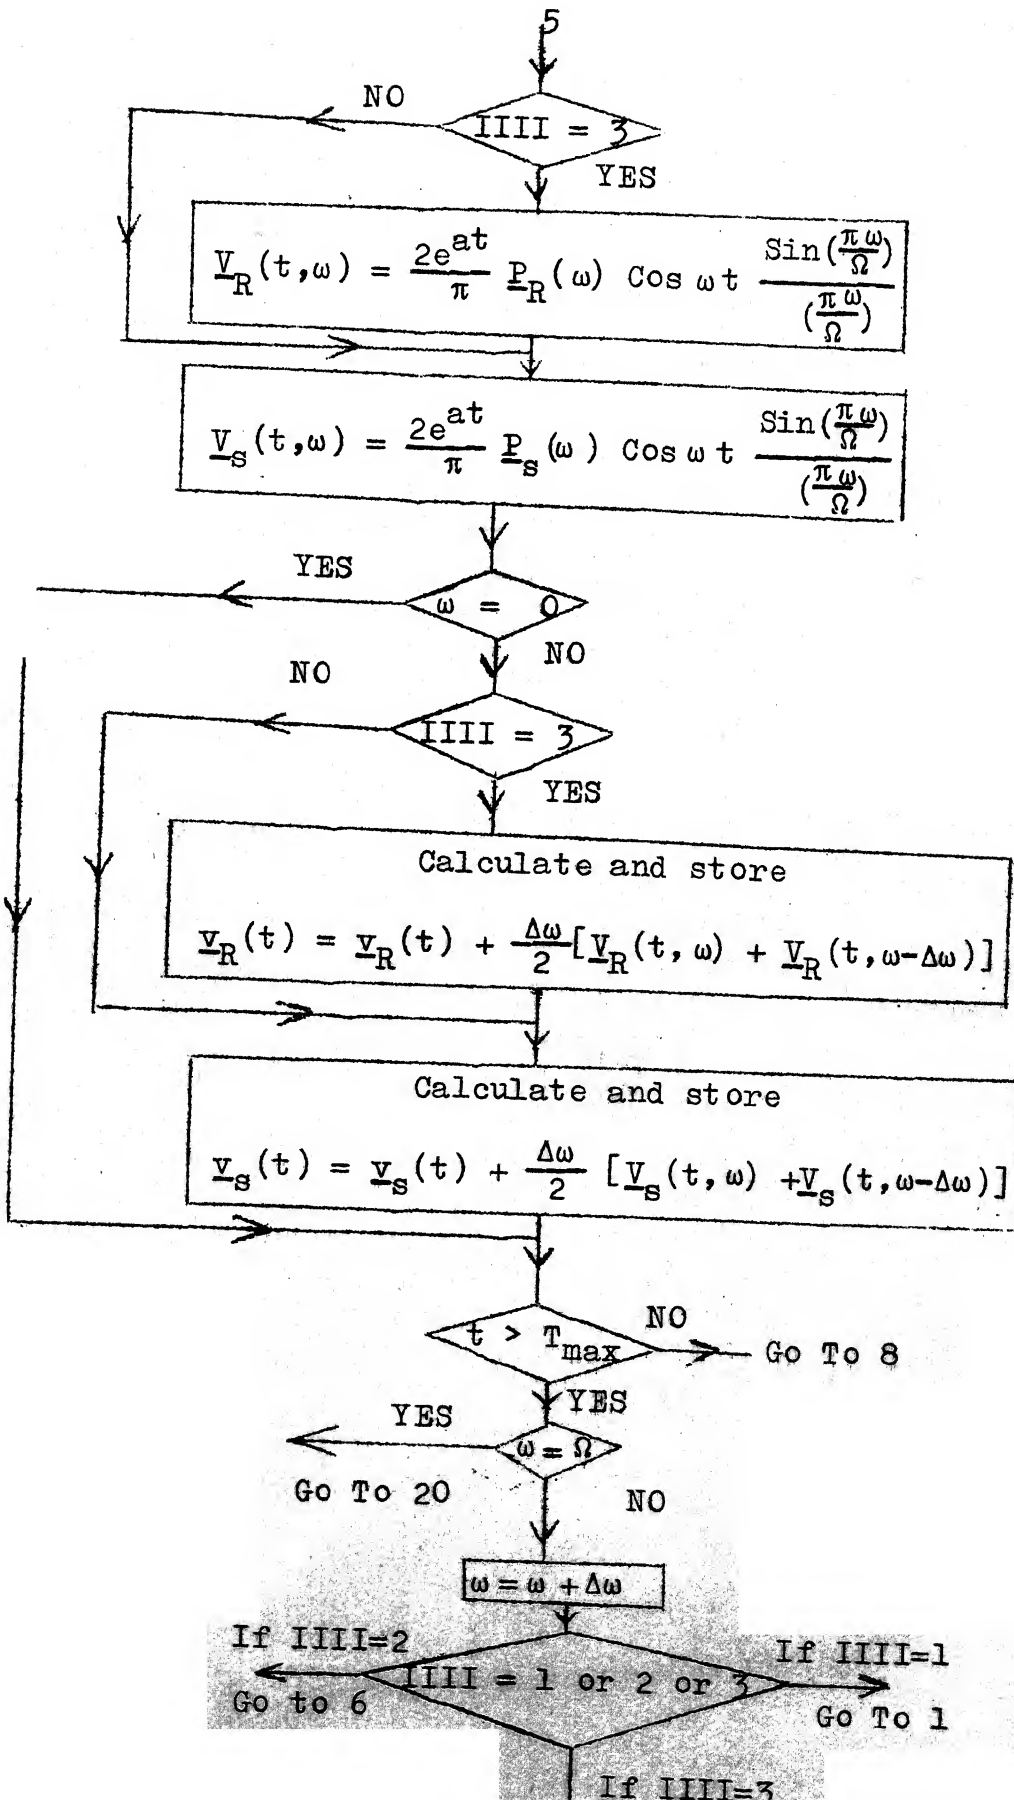 5
NO
IIII = 3
YES
V_R(t,ω) = 2e^at/π P_R(ω) Cos ωt Sin(πω/Ω)/(πω/Ω)
V_s(t,ω) = 2e^at/π P_s(ω) Cos ωt Sin(πω/Ω)/(πω/Ω)
YES
ω = 0
NO
NO
IIII = 3
YES
Calculate and store
v_R(t) = v_R(t) + Δω/2 [V_R(t, ω) + V_R(t, ω-Δω)]
Calculate and store
v_s(t) = v_s(t) + Δω/2 [V_s(t, ω) +V_s(t, ω-Δω)]
t > T_max
NO
Go To 8
YES
YES
ω = Ω
Go To 20
NO
ω = ω + Δω
If IIII=2
If IIII=1
IIII = 1 or 2 or 3
Go to 6
Go To 1
If IIII=3